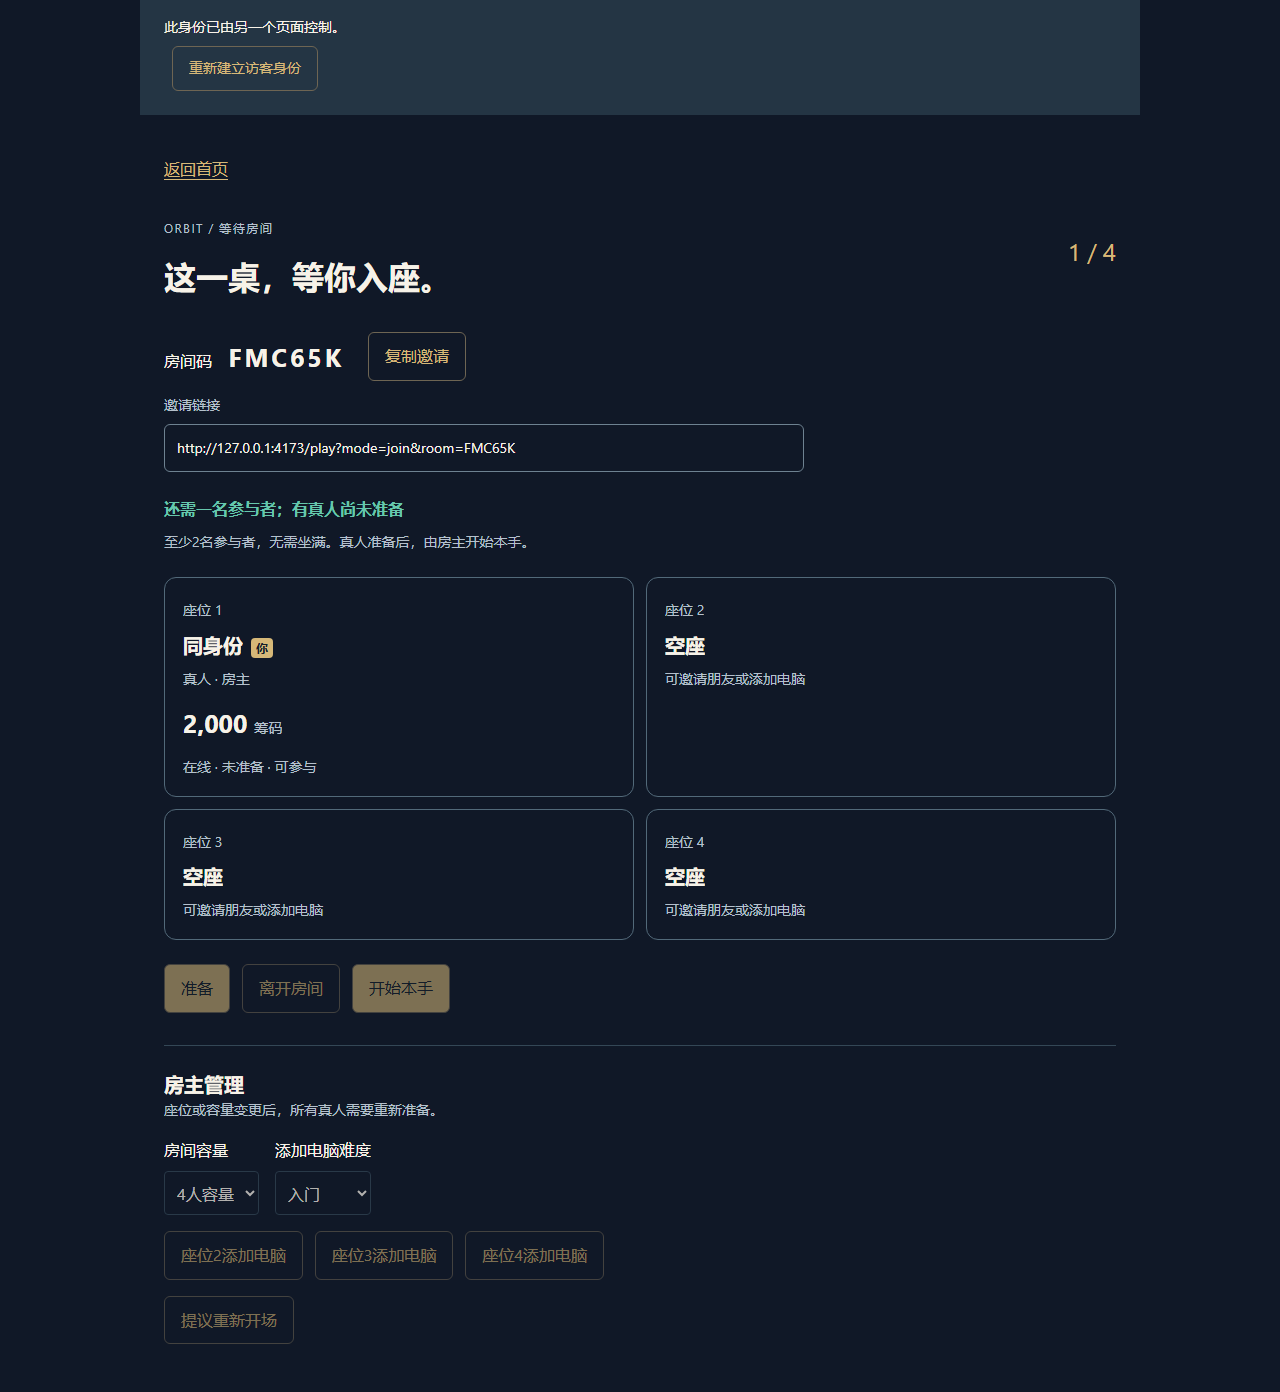 此身份已由另一个页面控制。
重新建立访客身份
返回首页
ORBIT / 等待房间
这一桌，等你入座。
1 / 4
房间码 FMC65K 复制邀请
邀请链接
http://127.0.0.1:4173/play?mode=join&room=FMC65K
还需一名参与者；有真人尚未准备
至少2名参与者，无需坐满。真人准备后，由房主开始本手。
座位 1
同身份 你
真人 · 房主
2,000 筹码
在线 · 未准备 · 可参与
座位 2
空座
可邀请朋友或添加电脑
座位 3
空座
可邀请朋友或添加电脑
座位 4
空座
可邀请朋友或添加电脑
准备 离开房间 开始本手
房主管理
座位或容量变更后，所有真人需要重新准备。
房间容量 添加电脑难度
4人容量 入门
座位2添加电脑 座位3添加电脑 座位4添加电脑
提议重新开场